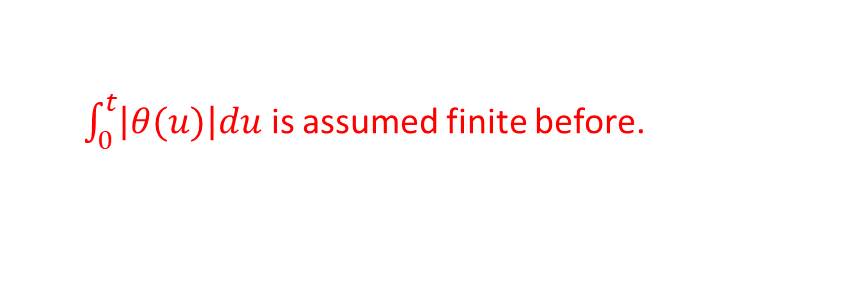 ∫₀ᵗ|θ(u)|du is assumed finite before.